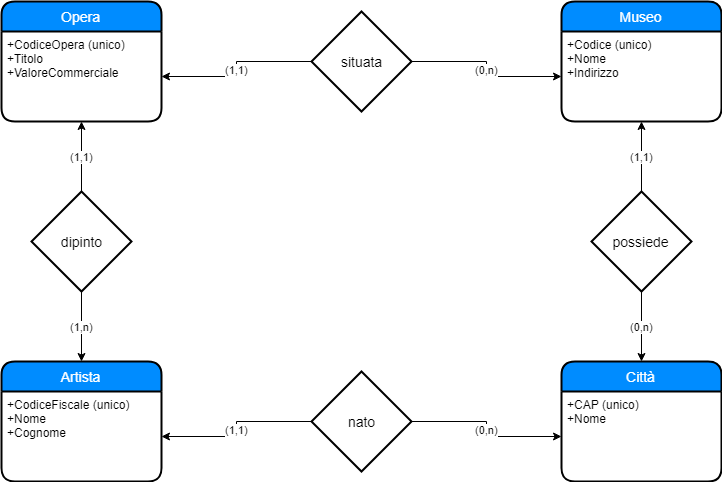 Opera
+CodiceOpera (unico)
+Titolo
+ValoreCommerciale
situata
(1,1)
(0,n)
Museo
+Codice (unico)
+Nome
+Indirizzo
(1,1)
dipinto
(1,n)
(1,1)
possiede
(0,n)
Artista
+CodiceFiscale (unico)
+Nome
+Cognome
nato
(1,1)
(0,n)
Città
+CAP (unico)
+Nome